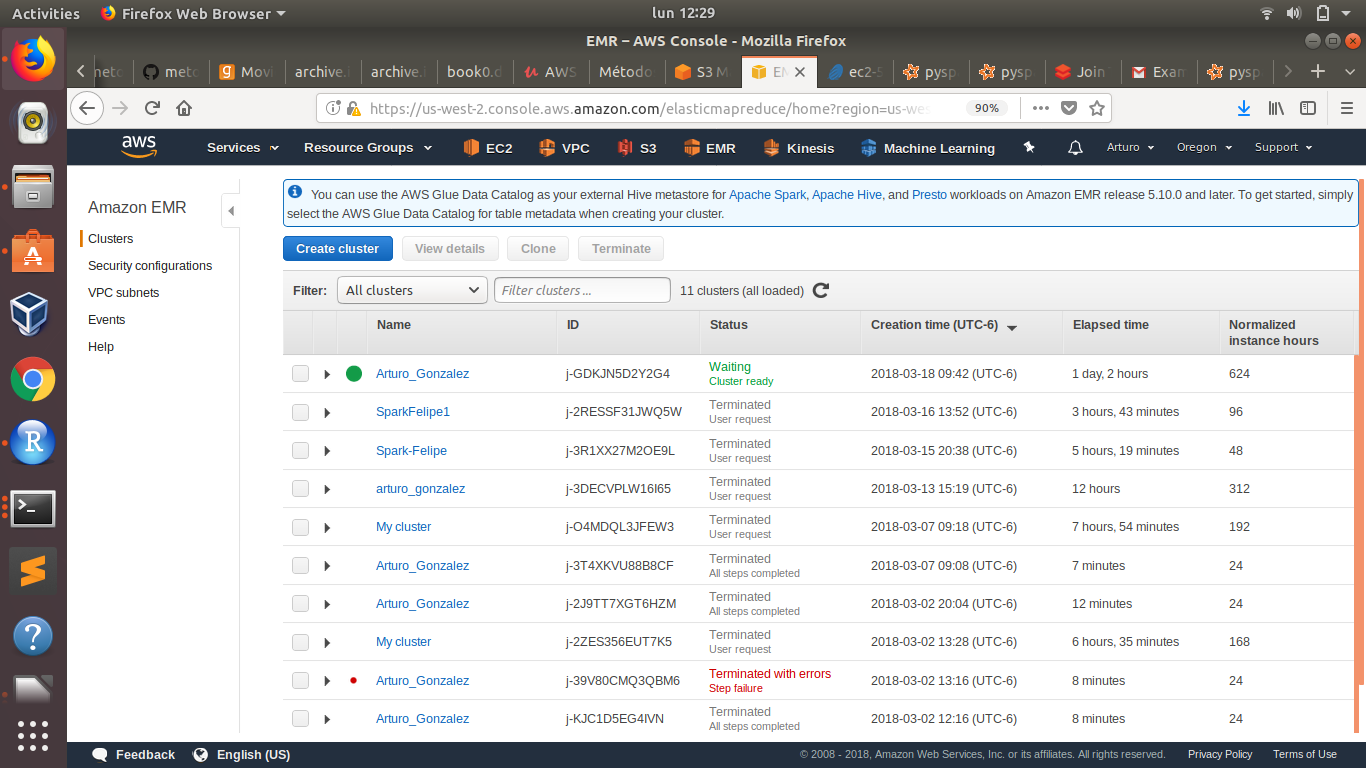 Activities Firefox Web Browser lun 12:29
EMR – AWS Console - Mozilla Firefox
metc Movi archive.i archive.i book0.d AWS Método S3 M EM ec2-5 pysp pysp Join Exam pysp
https://us-west-2.console.aws.amazon.com/elasticmapreduce/home?region=us-we 90%
aws Services Resource Groups EC2 VPC S3 EMR Kinesis Machine Learning Arturo Oregon Support
Amazon EMR
Clusters
Security configurations
VPC subnets
Events
Help
You can use the AWS Glue Data Catalog as your external Hive metastore for Apache Spark, Apache Hive, and Presto workloads on Amazon EMR release 5.10.0 and later. To get started, simply
select the AWS Glue Data Catalog for table metadata when creating your cluster.
Create cluster View details Clone Terminate
Filter: All clusters Filter clusters ... 11 clusters (all loaded)
Name ID Status Creation time (UTC-6) Elapsed time Normalized instance hours
Arturo_Gonzalez j-GDKJN5D2Y2G4 Waiting 2018-03-18 09:42 (UTC-6) 1 day, 2 hours 624
Cluster ready
SparkFelipe1 j-2RESSF31JWQ5W Terminated 2018-03-16 13:52 (UTC-6) 3 hours, 43 minutes 96
User request
Spark-Felipe j-3R1XX27M2OE9L Terminated 2018-03-15 20:38 (UTC-6) 5 hours, 19 minutes 48
User request
arturo_gonzalez j-3DECVPLW16I65 Terminated 2018-03-13 15:19 (UTC-6) 12 hours 312
User request
My cluster j-O4MDQL3JFEW3 Terminated 2018-03-07 09:18 (UTC-6) 7 hours, 54 minutes 192
User request
Arturo_Gonzalez j-3T4XKVU88B8CF Terminated 2018-03-07 09:08 (UTC-6) 7 minutes 24
All steps completed
Arturo_Gonzalez j-2J9TT7XGT6HZM Terminated 2018-03-02 20:04 (UTC-6) 12 minutes 24
All steps completed
My cluster j-2ZES356EUT7K5 Terminated 2018-03-02 13:28 (UTC-6) 6 hours, 35 minutes 168
User request
Arturo_Gonzalez j-39V80CMQ3QBM6 Terminated with errors 2018-03-02 13:16 (UTC-6) 8 minutes 24
Step failure
Arturo_Gonzalez j-KJC1D5EG4IVN Terminated 2018-03-02 12:16 (UTC-6) 8 minutes 24
All steps completed
Feedback English (US) © 2008 - 2018, Amazon Web Services, Inc. or its affiliates. All rights reserved. Privacy Policy Terms of Use